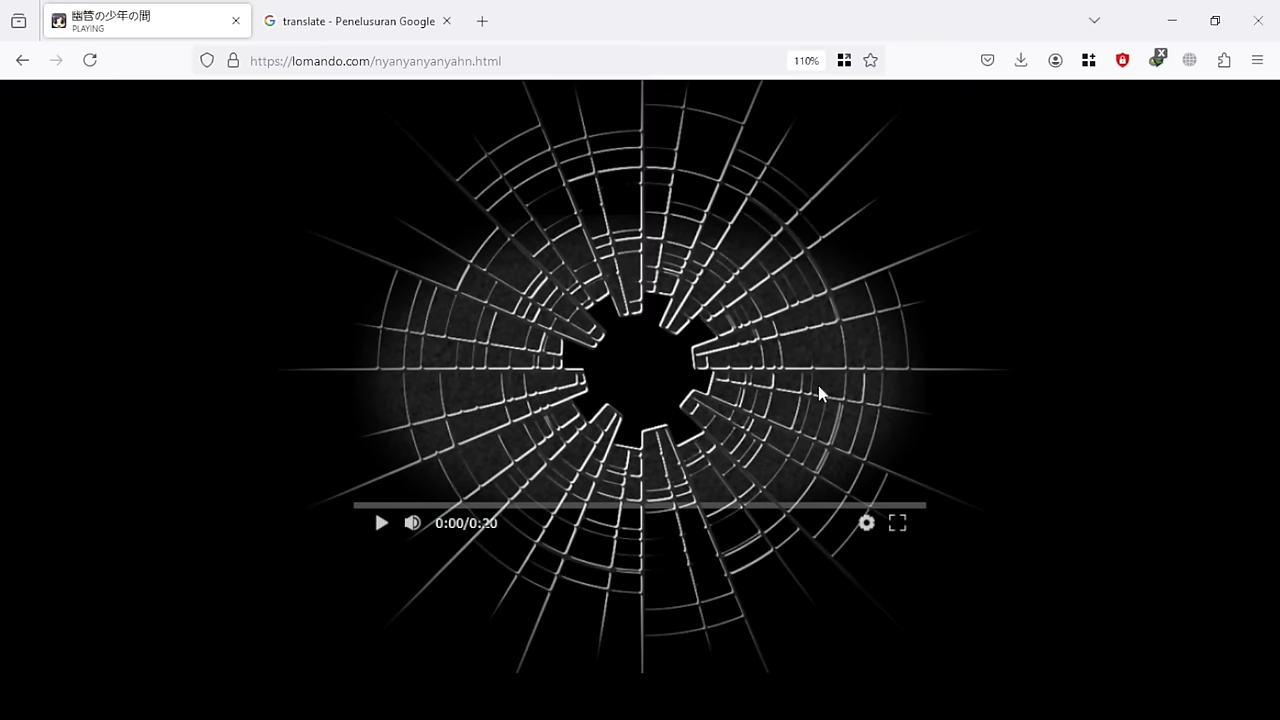 幽管の少年の間
PLAYING
translate - Penelusuran Google
https://lomando.com/nyanyanyanyahn.html
110%
X
0:00/0:20